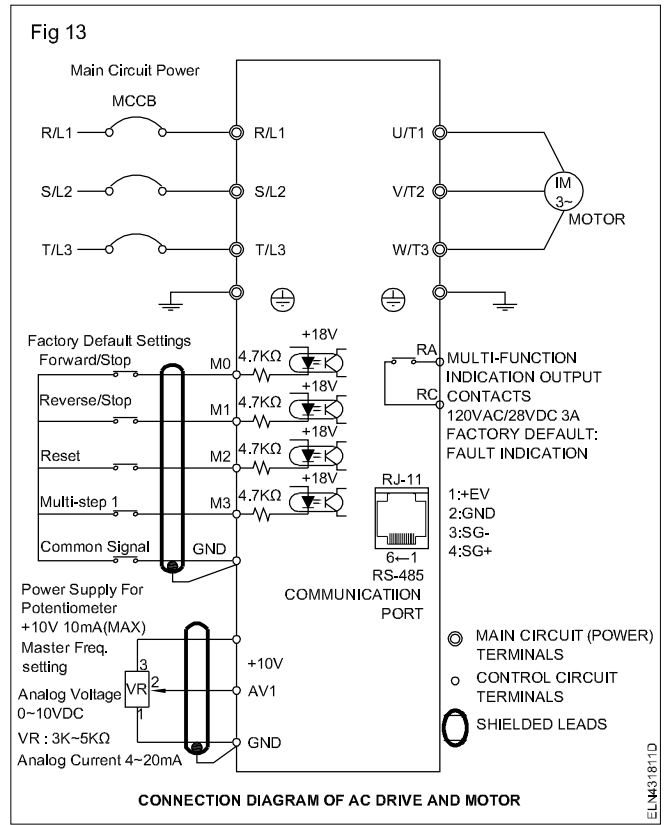 Fig 13
Main Circuit Power
MCCB
R/L1
R/L1
U/T1
S/L2
S/L2
V/T2
IM
3~
MOTOR
T/L3
T/L3
W/T3
Factory Default Settings
Forward/Stop
M0
4.7KΩ
+18V
Reverse/Stop
M1
4.7KΩ
+18V
Reset
M2
4.7KΩ
+18V
Multi-step 1
M3
4.7KΩ
+18V
Common Signal
GND
RA
RC
MULTI-FUNCTION
INDICATION OUTPUT
CONTACTS
120VAC/28VDC 3A
FACTORY DEFAULT:
FAULT INDICATION
RJ-11
6←1
RS-485
COMMUNICATIION
PORT
1:+EV
2:GND
3:SG-
4:SG+
Power Supply For
Potentiometer
+10V 10mA(MAX)
Master Freq.
setting
Analog Voltage
0~10VDC
VR : 3K~5KΩ
Analog Current 4~20mA
3
VR
2
1
+10V
AV1
GND
MAIN CIRCUIT (POWER)
TERMINALS
CONTROL CIRCUIT
TERMINALS
SHIELDED LEADS
CONNECTION DIAGRAM OF AC DRIVE AND MOTOR
ELN431811D